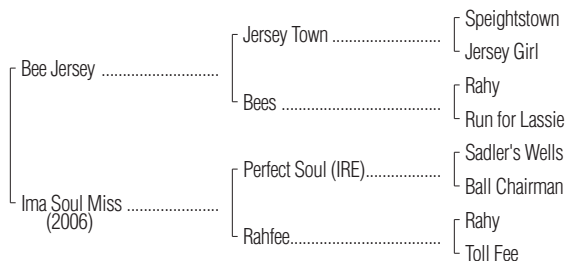 Speightstown
Jersey Town ........................
Jersey Girl
Bee Jersey ..........................
Rahy
Bees ...................................
Run for Lassie
Sadler's Wells
Perfect Soul (IRE)................
Ball Chairman
Ima Soul Miss .....................
(2006)
Rahy
Rahfee.................................
Toll Fee